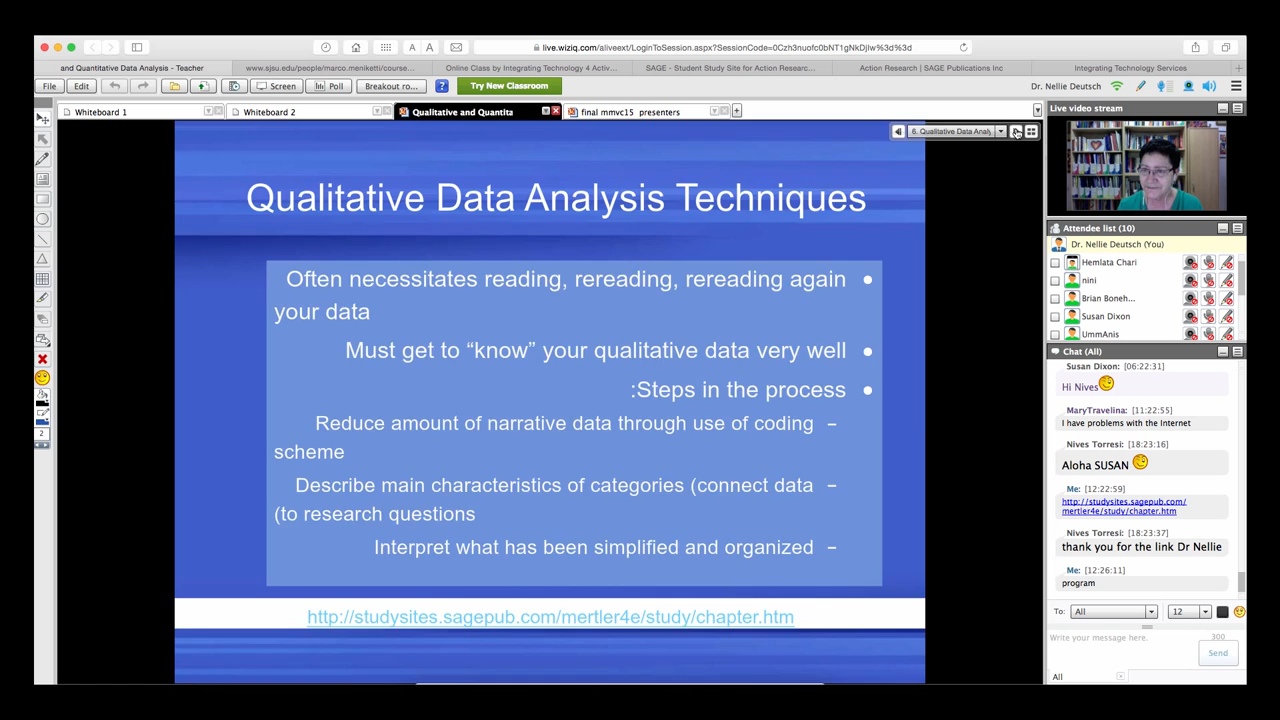 live.wiziq.com/aliveext/LoginToSession.aspx?SessionCode=0Czh3nuofc0bNT1gNkDjIw%3d%3d
and Quantitative Data Analysis - Teacher
www.sjsu.edu/people/marco.meniketti/course...
Online Class by Integrating Technology 4 Activ...
SAGE - Student Study Site for Action Researc...
Action Research | SAGE Publications Inc
Integrating Technology Services
File
Edit
Screen
Poll
Breakout ro...
?
Try New Classroom
Dr. Nellie Deutsch
Whiteboard 1
Whiteboard 2
Qualitative and Quantita
final mmvc15 presenters
6. Qualitative Data Analy
Qualitative Data Analysis Techniques
Often necessitates reading, rereading, rereading again
your data
Must get to “know” your qualitative data very well
:Steps in the process
Reduce amount of narrative data through use of coding –
scheme
Describe main characteristics of categories (connect data –
(to research questions
Interpret what has been simplified and organized –
http://studysites.sagepub.com/mertler4e/study/chapter.htm
2
Live video stream
Attendee list (10)
Dr. Nellie Deutsch (You)
Hemlata Chari
nini
Brian Boneh...
Susan Dixon
UmmAnis
Chat (All)
Susan Dixon: [06:22:31]
Hi Nives
MaryTravelina: [11:22:55]
I have problems with the Internet
Nives Torresi: [18:23:16]
Aloha SUSAN
Me: [12:22:59]
http://studysites.sagepub.com/
mertler4e/study/chapter.htm
Nives Torresi: [18:23:37]
thank you for the link Dr Nellie
Me: [12:26:11]
program
To: All 12
Write your message here. 300
Send
All